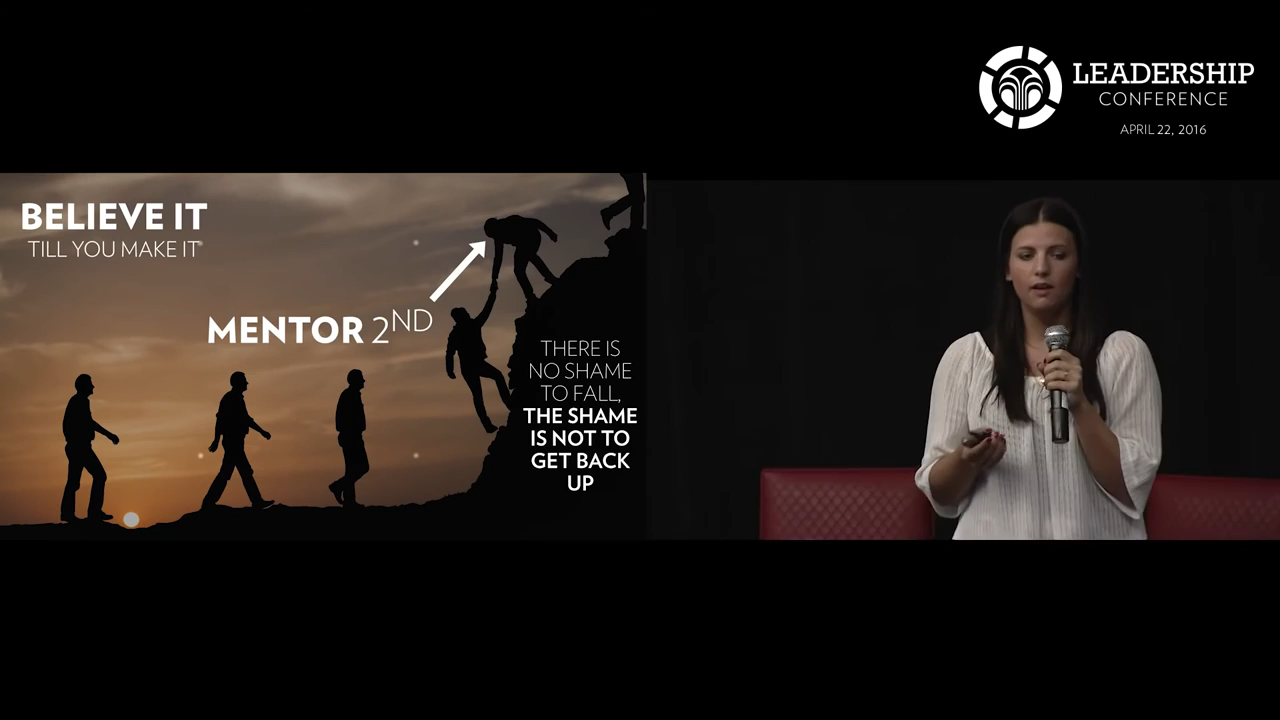 LEADERSHIP
CONFERENCE
APRIL 22, 2016
BELIEVE IT
TILL YOU MAKE IT
MENTOR 2ND
THERE IS
NO SHAME
TO FALL,
THE SHAME
IS NOT TO
GET BACK
UP